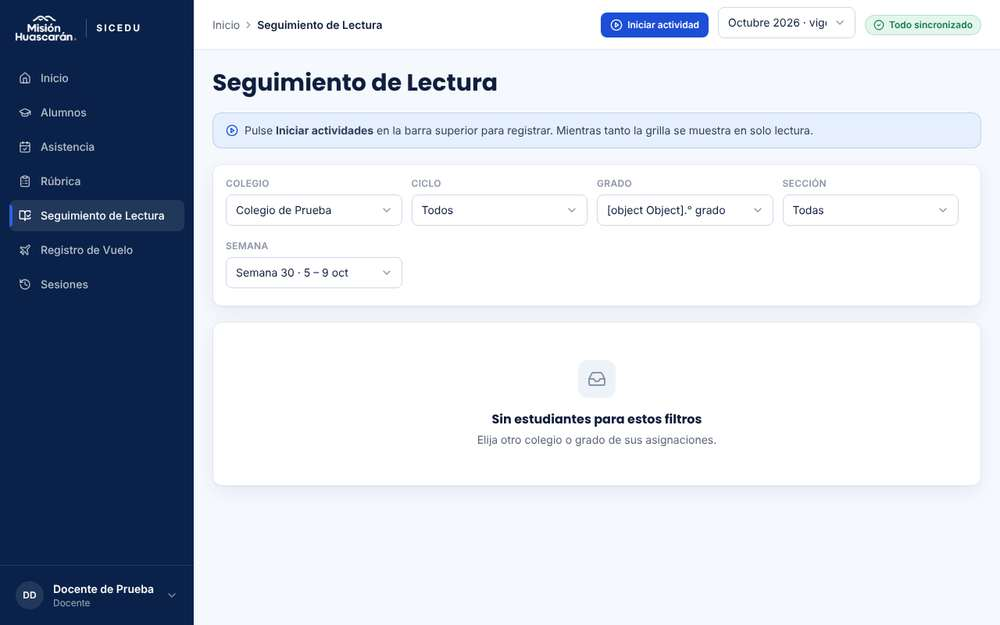 Misión
Huascarán.
SICEDU
Inicio
Alumnos
Asistencia
Rúbrica
Seguimiento de Lectura
Registro de Vuelo
Sesiones
DD
Docente de Prueba
Docente
Inicio > Seguimiento de Lectura
Iniciar actividad
Octubre 2026 · vige
Todo sincronizado
Seguimiento de Lectura
Pulse Iniciar actividades en la barra superior para registrar. Mientras tanto la grilla se muestra en solo lectura.
COLEGIO
Colegio de Prueba
CICLO
Todos
GRADO
[object Object].° grado
SECCIÓN
Todas
SEMANA
Semana 30 · 5 – 9 oct
Sin estudiantes para estos filtros
Elija otro colegio o grado de sus asignaciones.